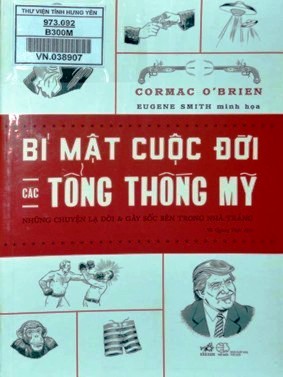 THƯ VIỆN TỈNH HƯNG YÊN
973.092
B300M
VN.038907
CORMAC O'BRIEN
EUGENE SMITH minh họa
BÍ MẬT CUỘC ĐỜI
CÁC TỔNG THỐNG MỸ
NHỮNG CHUYỆN LẠ ĐỜI & GÂY SỐC BÊN TRONG NHÀ TRẮNG